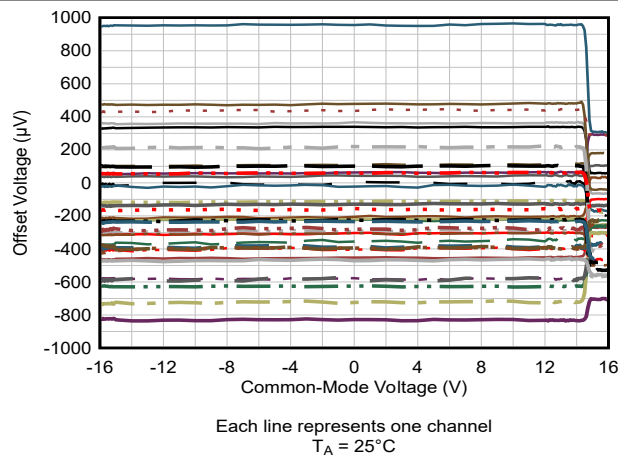 1000
800
600
400
200
0
-200
-400
-600
-800
-1000
Offset Voltage (µV)
-16 -12 -8 -4 0 4 8 12 16
Common-Mode Voltage (V)
Each line represents one channel
TA = 25°C